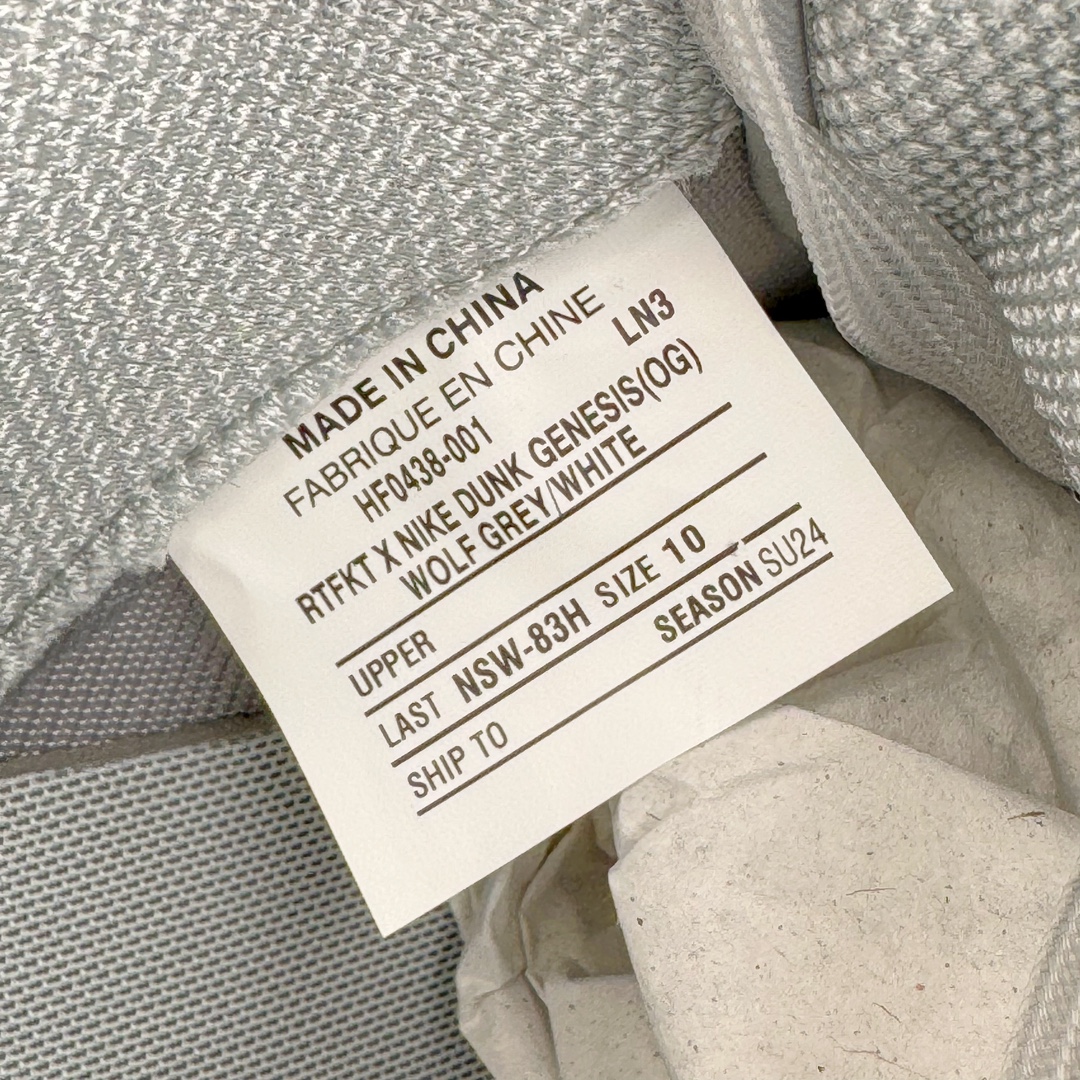 MADE IN CHINA
FABRIQUE EN CHINE
HF0438-001 LN3
RTFKT X NIKE DUNK GENESIS(OG)
WOLF GREY/WHITE
UPPER
LAST NSW-83H SIZE 10
SEASON SU24
SHIP TO